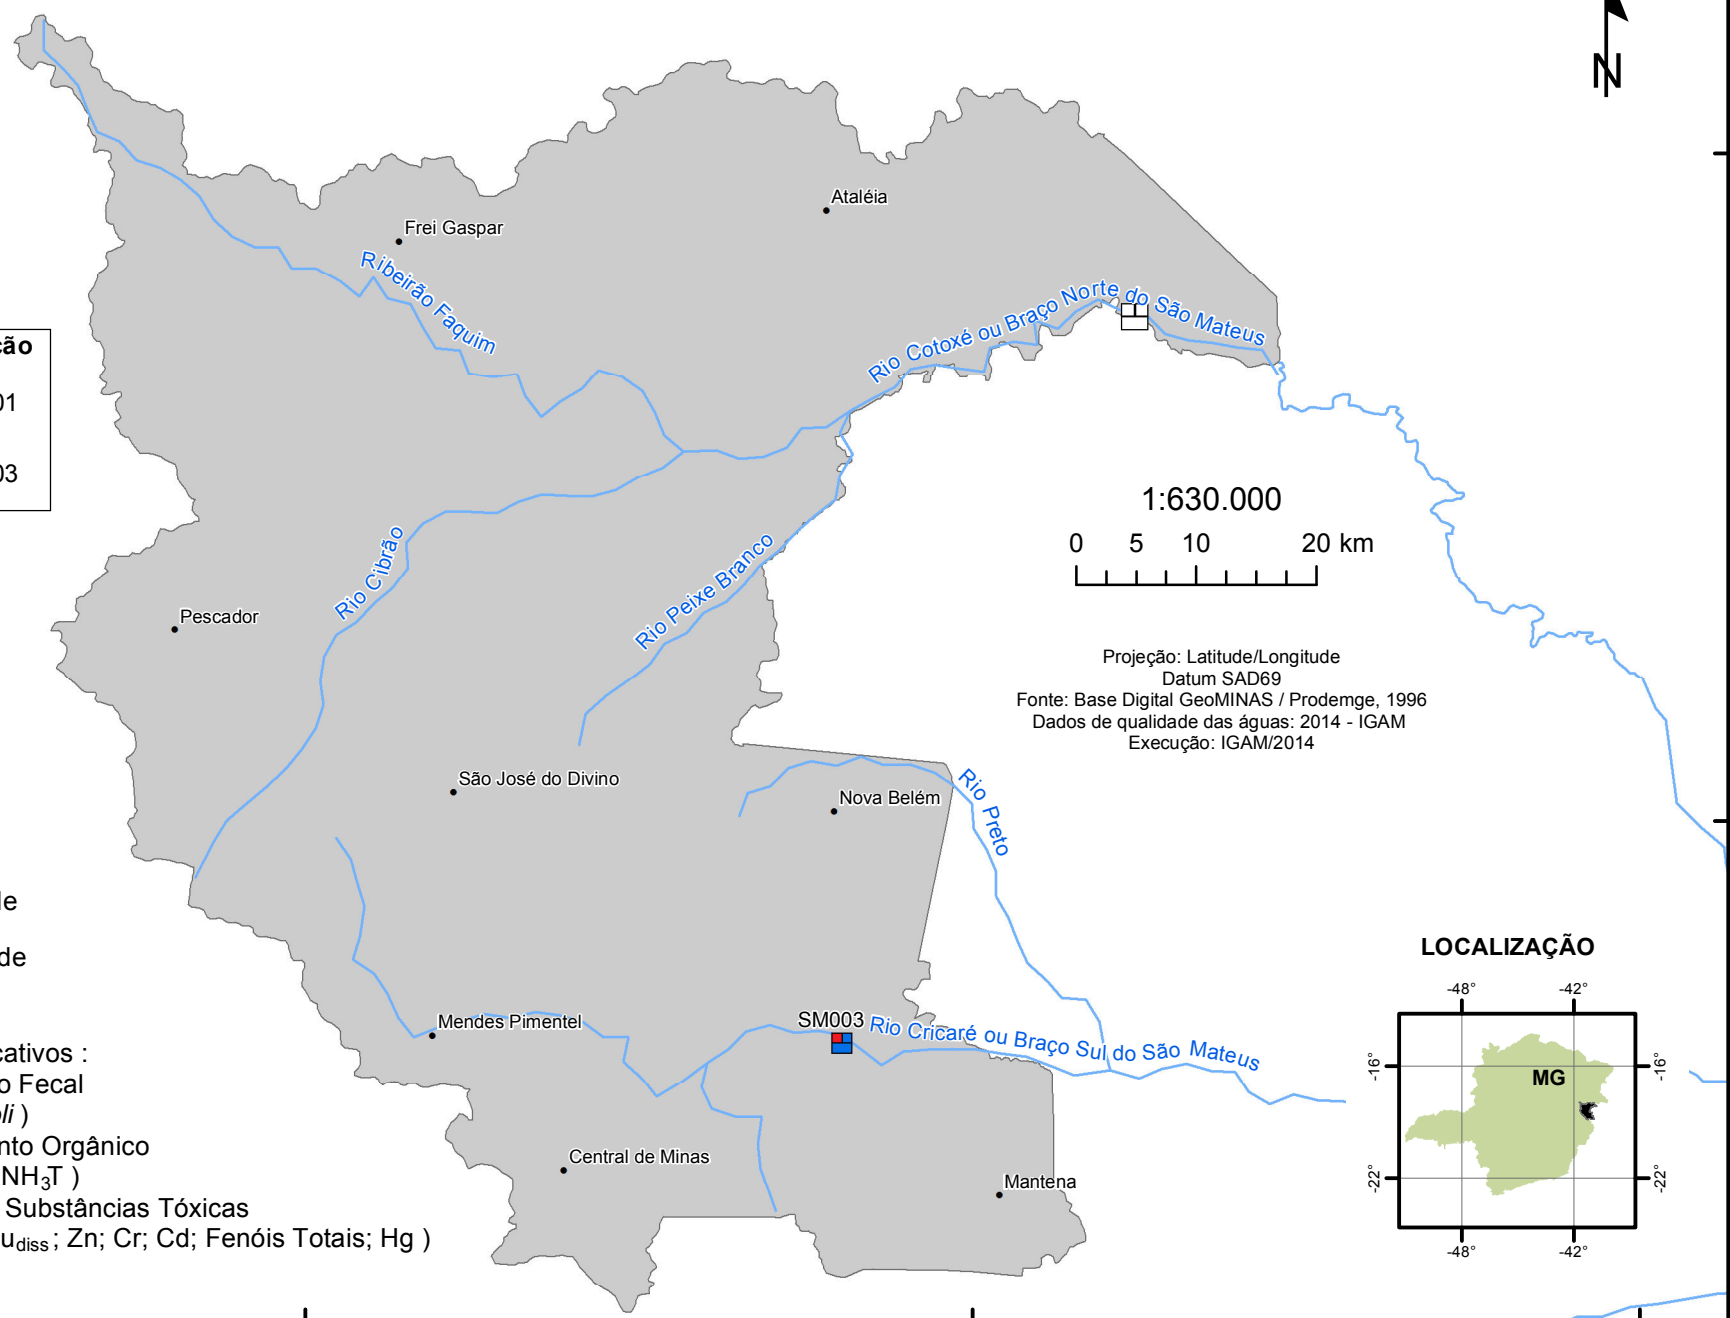 N
Ataléia
Frei Gaspar
Ribeirão Faquim
Rio Cotoxé ou Braço Norte do São Mateus
ção
01
03
1:630.000
0 5 10 20 km
Rio Cibrão
Rio Peixe Branco
Pescador
Projeção: Latitude/Longitude
Datum SAD69
Fonte: Base Digital GeoMINAS / Prodemge, 1996
Dados de qualidade das águas: 2014 - IGAM
Execução: IGAM/2014
São José do Divino
Nova Belém
Rio Preto
de
de
LOCALIZAÇÃO
-48° -42°
-16° MG -16°
-22° -22°
-48° -42°
Mendes Pimentel
SM003
Rio Cricaré ou Braço Sul do São Mateus
cativos :
o Fecal
oli )
nto Orgânico
NH₃T )
Substâncias Tóxicas
u diss ; Zn; Cr; Cd; Fenóis Totais; Hg )
Central de Minas
Mantena